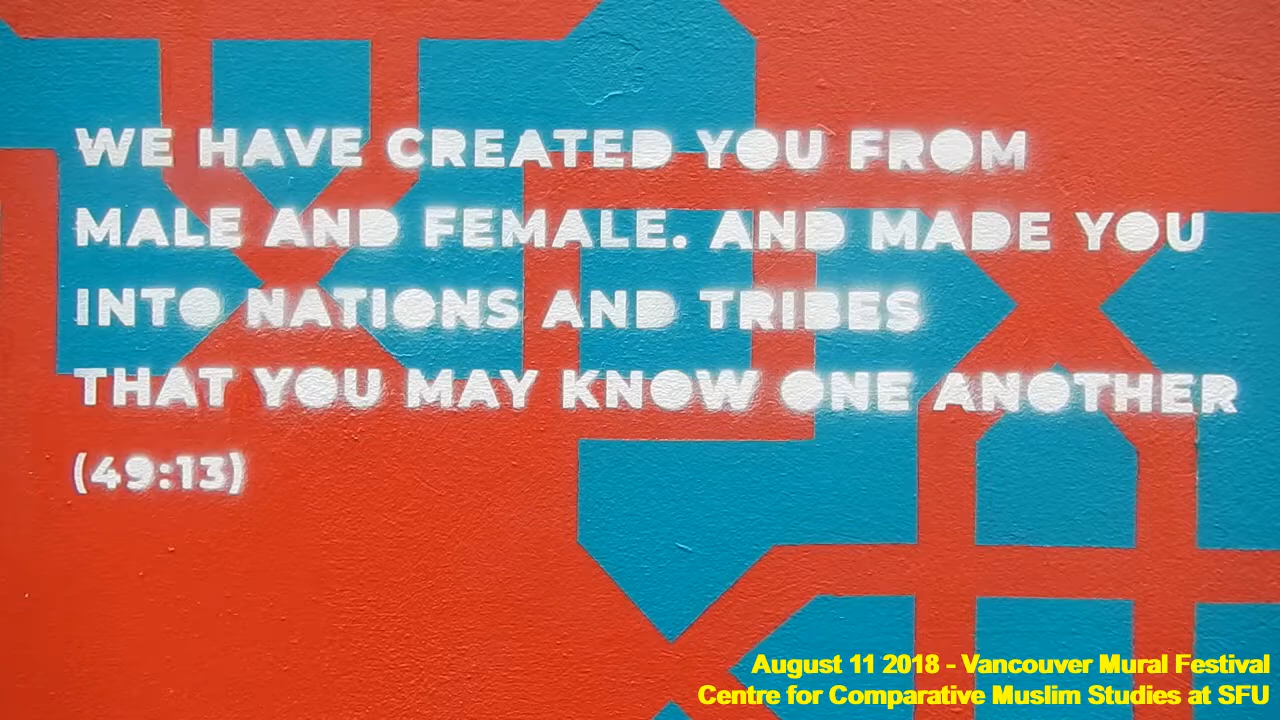 WE HAVE CREATED YOU FROM
MALE AND FEMALE. AND MADE YOU
INTO NATIONS AND TRIBES
THAT YOU MAY KNOW ONE ANOTHER
(49:13)
August 11 2018 - Vancouver Mural Festival
Centre for Comparative Muslim Studies at SFU